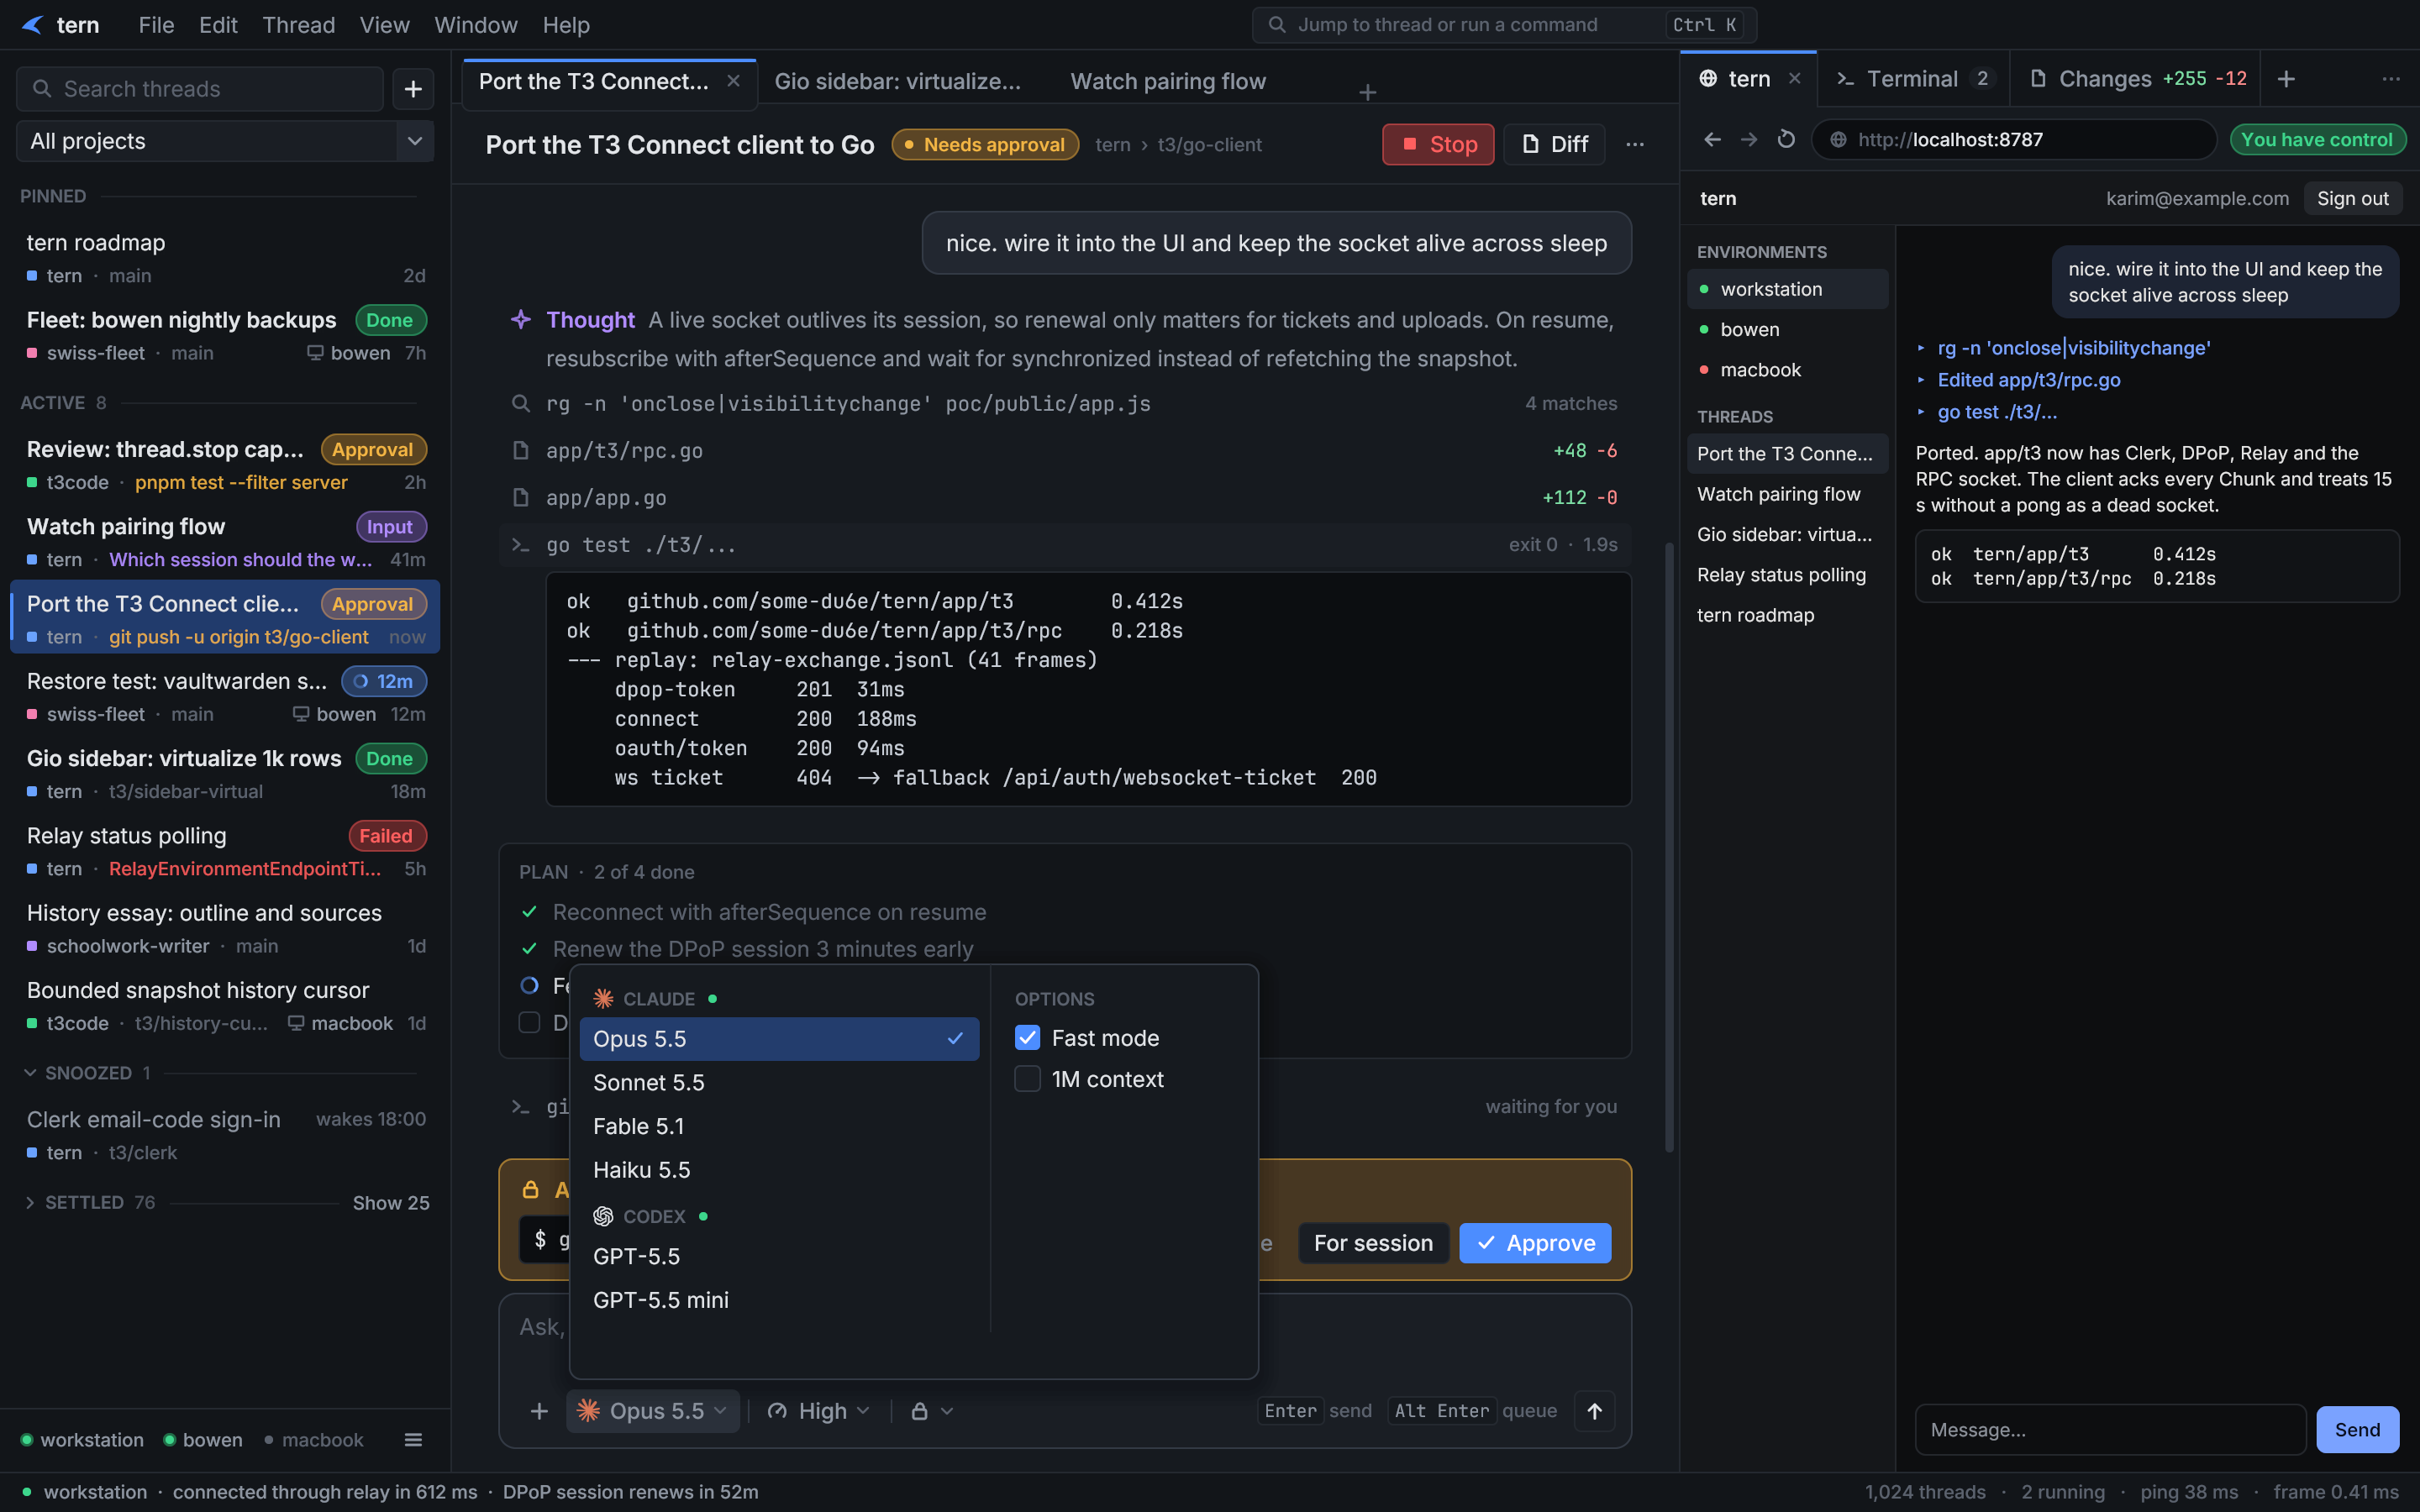 tern File Edit Thread View Window Help
Jump to thread or run a command Ctrl K
Search threads
All projects
PINNED
tern roadmap
tern · main 2d
Fleet: bowen nightly backups Done
swiss-fleet · main bowen 7h
ACTIVE 8
Review: thread.stop cap... Approval
t3code · pnpm test --filter server 2h
Watch pairing flow Input
tern · Which session should the w... 41m
Port the T3 Connect clie... Approval
tern · git push -u origin t3/go-client now
Restore test: vaultwarden s... 12m
swiss-fleet · main bowen 12m
Gio sidebar: virtualize 1k rows Done
tern · t3/sidebar-virtual 18m
Relay status polling Failed
tern · RelayEnvironmentEndpointTi... 5h
History essay: outline and sources
schoolwork-writer · main 1d
Bounded snapshot history cursor
t3code · t3/history-cu... macbook 1d
SNOOZED 1
Clerk email-code sign-in wakes 18:00
tern · t3/clerk
SETTLED 76 Show 25
workstation bowen macbook
Port the T3 Connect... Gio sidebar: virtualize... Watch pairing flow
Port the T3 Connect client to Go Needs approval tern › t3/go-client Stop Diff
nice. wire it into the UI and keep the socket alive across sleep
Thought A live socket outlives its session, so renewal only matters for tickets and uploads. On resume,
resubscribe with afterSequence and wait for synchronized instead of refetching the snapshot.
rg -n 'onclose|visibilitychange' poc/public/app.js 4 matches
app/t3/rpc.go +48 -6
app/app.go +112 -0
go test ./t3/... exit 0 · 1.9s
ok github.com/some-du6e/tern/app/t3 0.412s
ok github.com/some-du6e/tern/app/t3/rpc 0.218s
--- replay: relay-exchange.jsonl (41 frames)
dpop-token 201 31ms
connect 200 188ms
oauth/token 200 94ms
ws ticket 404 -> fallback /api/auth/websocket-ticket 200
PLAN · 2 of 4 done
Reconnect with afterSequence on resume
Renew the DPoP session 3 minutes early
Fe
D
gi waiting for you
A
$ g e For session Approve
Ask,
CLAUDE
Opus 5.5
Sonnet 5.5
Fable 5.1
Haiku 5.5
CODEX
GPT-5.5
GPT-5.5 mini
OPTIONS
Fast mode
1M context
Opus 5.5 High Enter send Alt Enter queue
tern Terminal 2 Changes +255 -12
http://localhost:8787 You have control
tern karim@example.com Sign out
ENVIRONMENTS
workstation
bowen
macbook
THREADS
Port the T3 Conne...
Watch pairing flow
Gio sidebar: virtua...
Relay status polling
tern roadmap
nice. wire it into the UI and keep the
socket alive across sleep
rg -n 'onclose|visibilitychange'
Edited app/t3/rpc.go
go test ./t3/...
Ported. app/t3 now has Clerk, DPoP, Relay and the
RPC socket. The client acks every Chunk and treats 15
s without a pong as a dead socket.
ok tern/app/t3 0.412s
ok tern/app/t3/rpc 0.218s
Message... Send
workstation · connected through relay in 612 ms · DPoP session renews in 52m
1,024 threads · 2 running · ping 38 ms · frame 0.41 ms